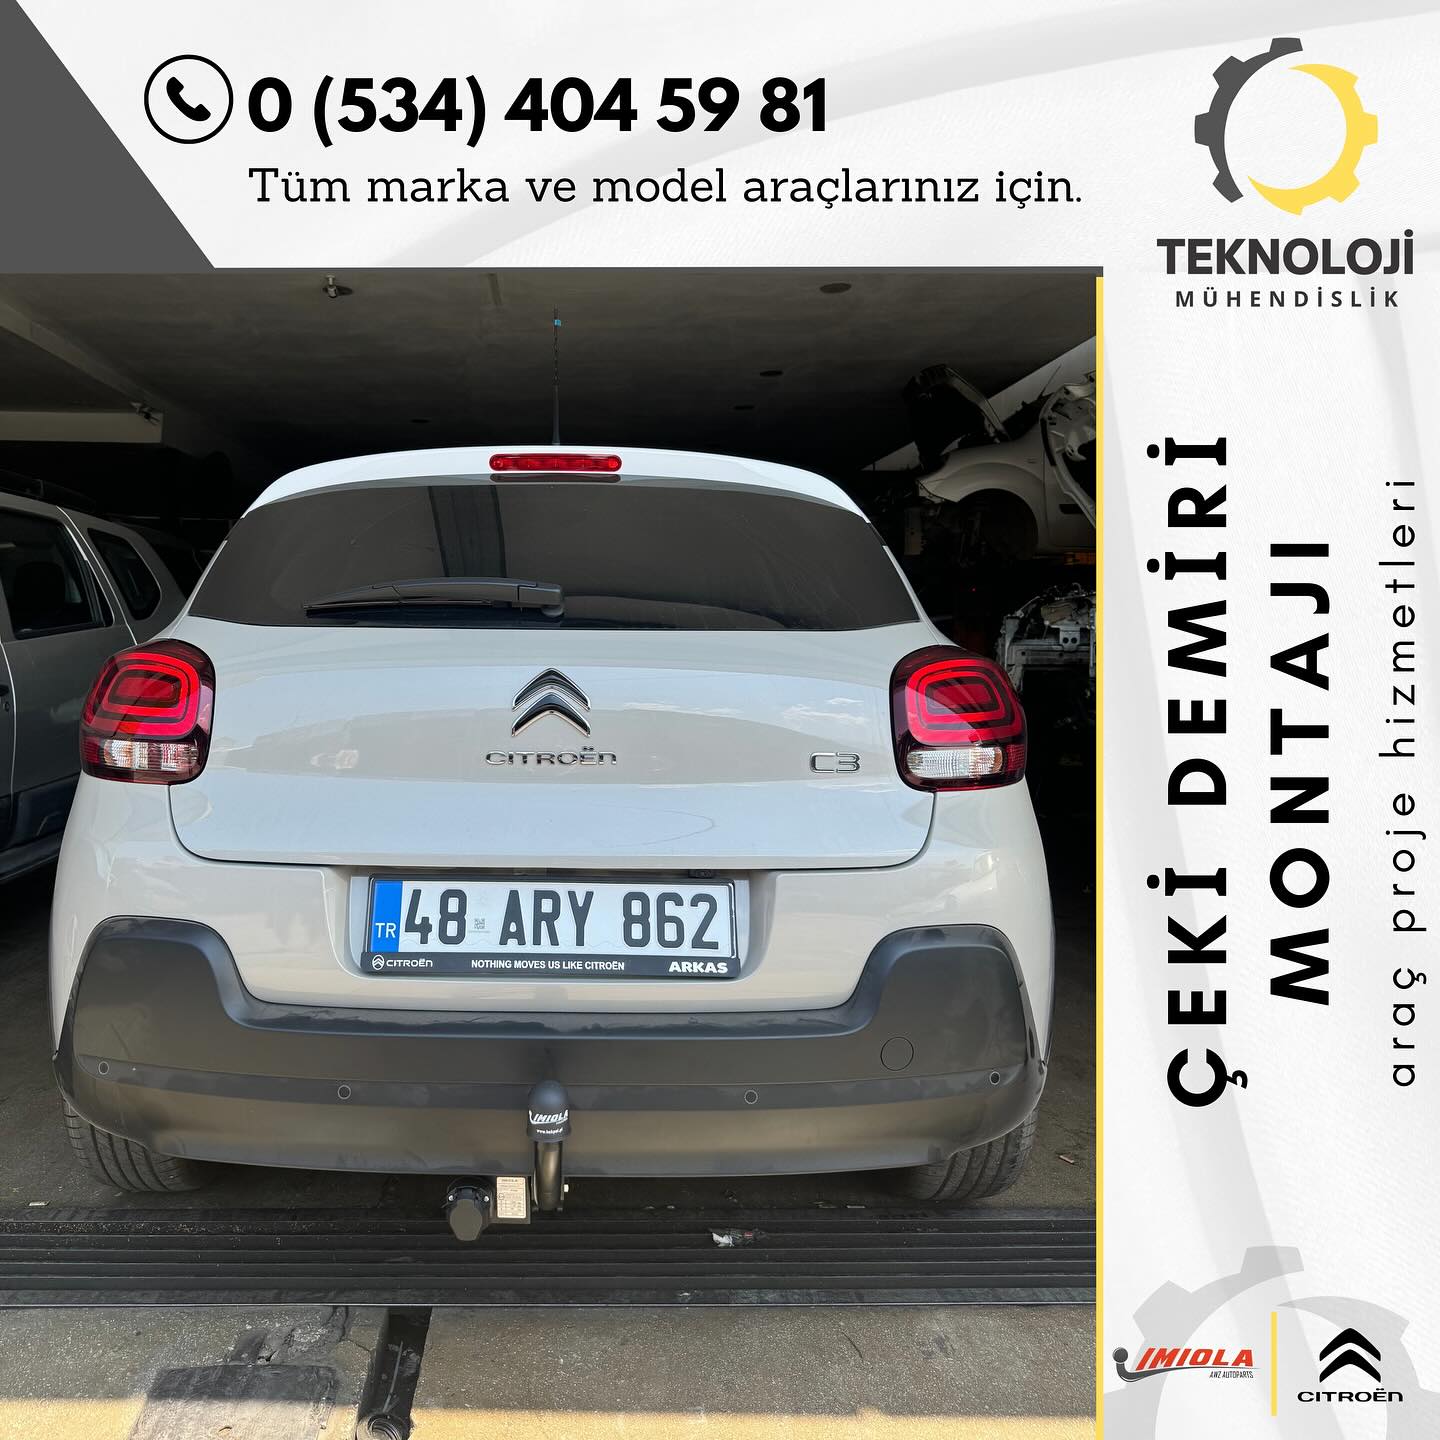 0 (534) 404 59 81
Tüm marka ve model araçlarınız için.
TEKNOLOJİ
MÜHENDİSLİK
ÇEKİ DEMİRİ
MONTAJI
araç proje hizmetleri
CITROËN
C3
TR 48 ARY 862
CITROËN NOTHING MOVES US LIKE CITROËN ARKAS
IMIOLA
IMIOLA
AWZ AUTOPARTS
CITROËN